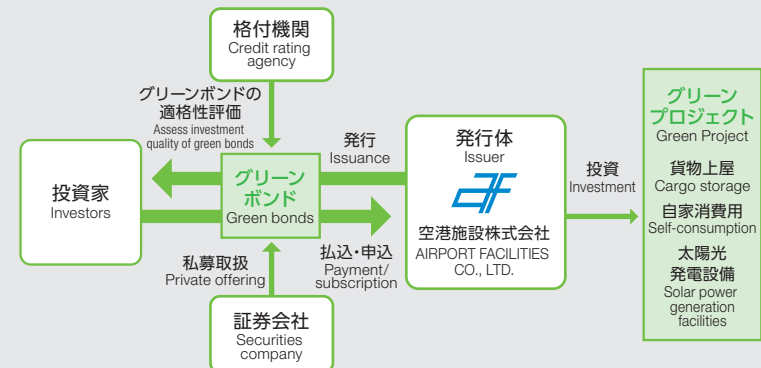 格付機関
Credit rating
agency
グリーンボンドの
適格性評価
Assess investment
quality of green bonds
投資家
Investors
グリーン
ボンド
Green bonds
発行
Issuance
払込・申込
Payment/
subscription
私募取扱
Private offering
証券会社
Securities
company
発行体
Issuer
空港施設株式会社
AIRPORT FACILITIES
CO., LTD.
投資
Investment
グリーン
プロジェクト
Green Project
貨物上屋
Cargo storage
自家消費用
Self-consumption
太陽光
発電設備
Solar power
generation
facilities